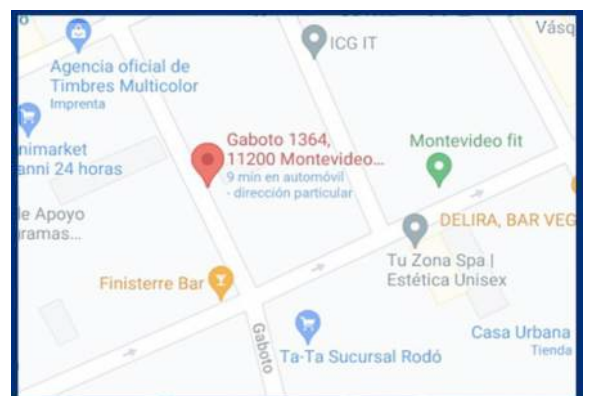 Vásq
ICG IT
Agencia oficial de
Timbres Multicolor
Imprenta
Gaboto 1364,
11200 Montevideo...
9 min en automóvil
- dirección particular
Montevideo fit
nimarket
anni 24 horas
le Apoyo
ramas...
DELIRA, BAR VEG
Tu Zona Spa |
Estética Unisex
Finisterre Bar
Gaboto
Ta-Ta Sucursal Rodó
Casa Urbana
Tienda